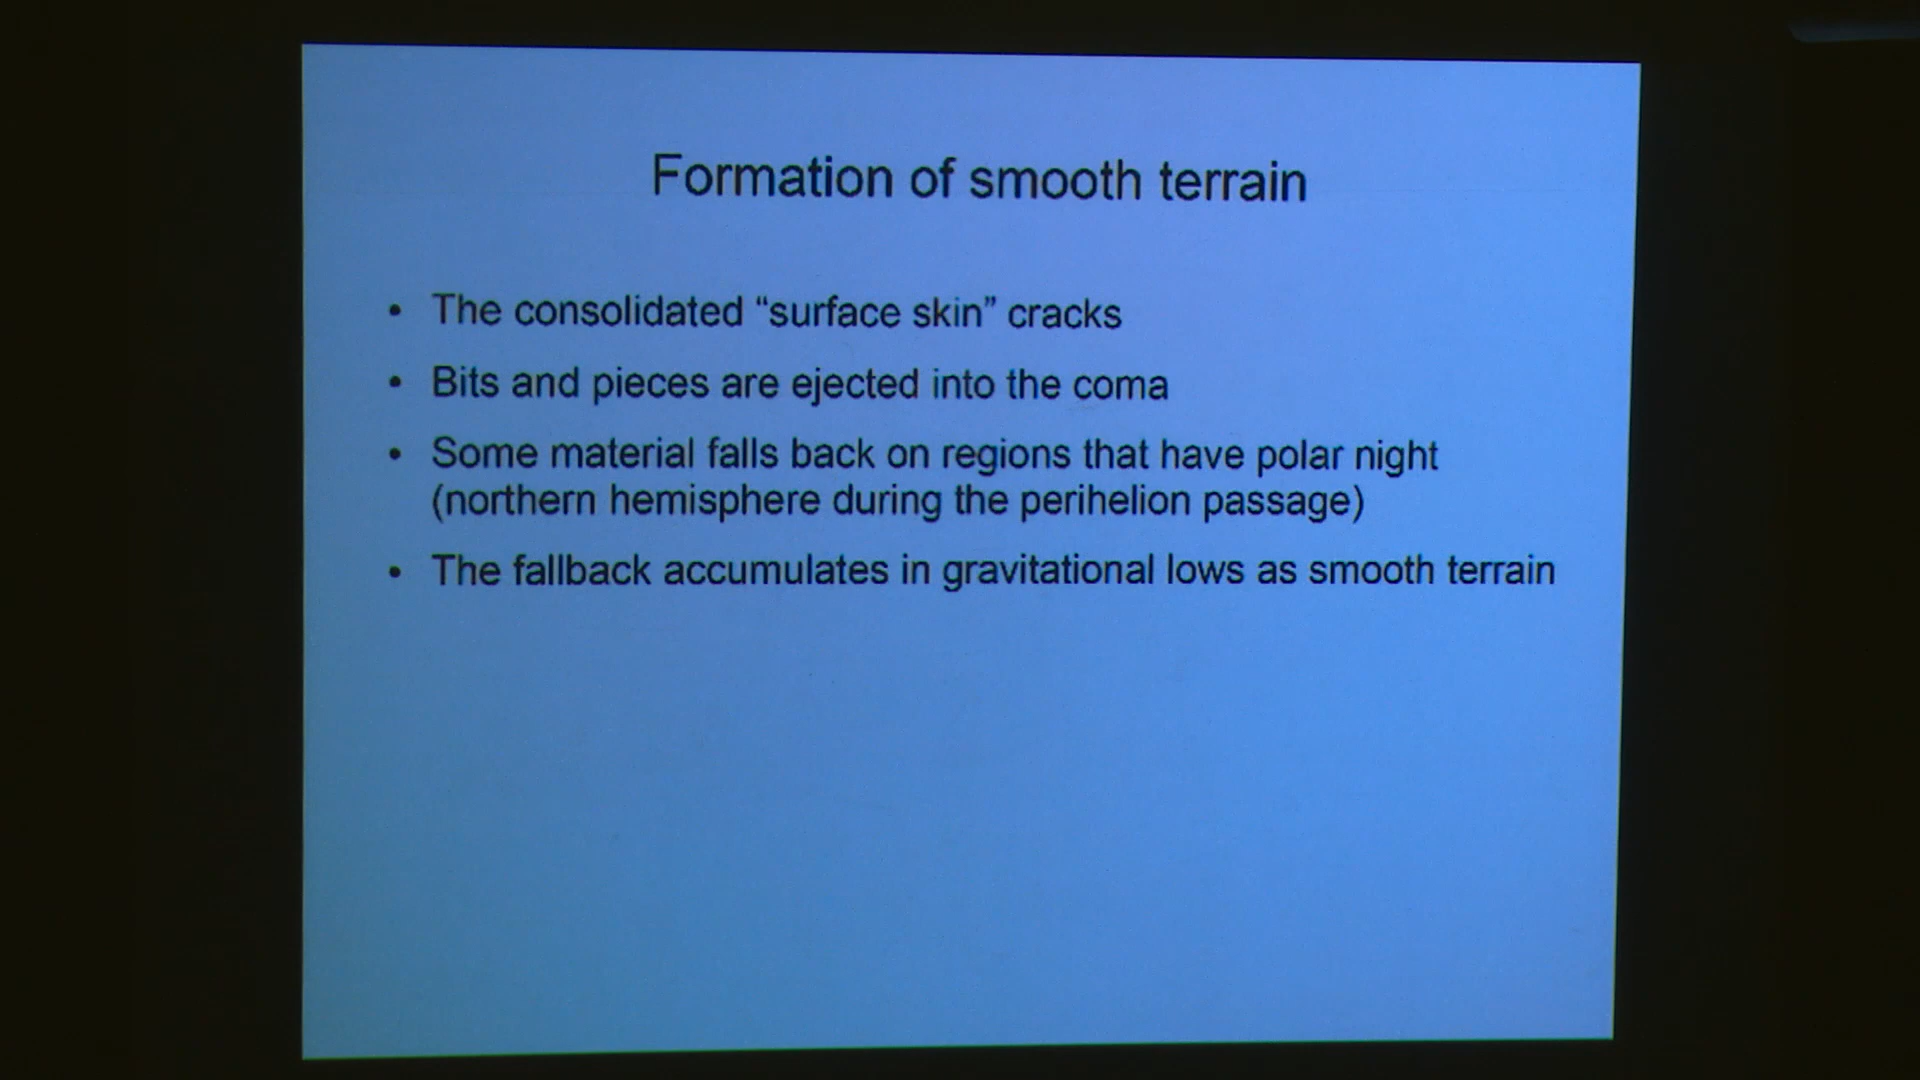 Formation of smooth terrain
• The consolidated “surface skin” cracks
• Bits and pieces are ejected into the coma
• Some material falls back on regions that have polar night
(northern hemisphere during the perihelion passage)
• The fallback accumulates in gravitational lows as smooth terrain